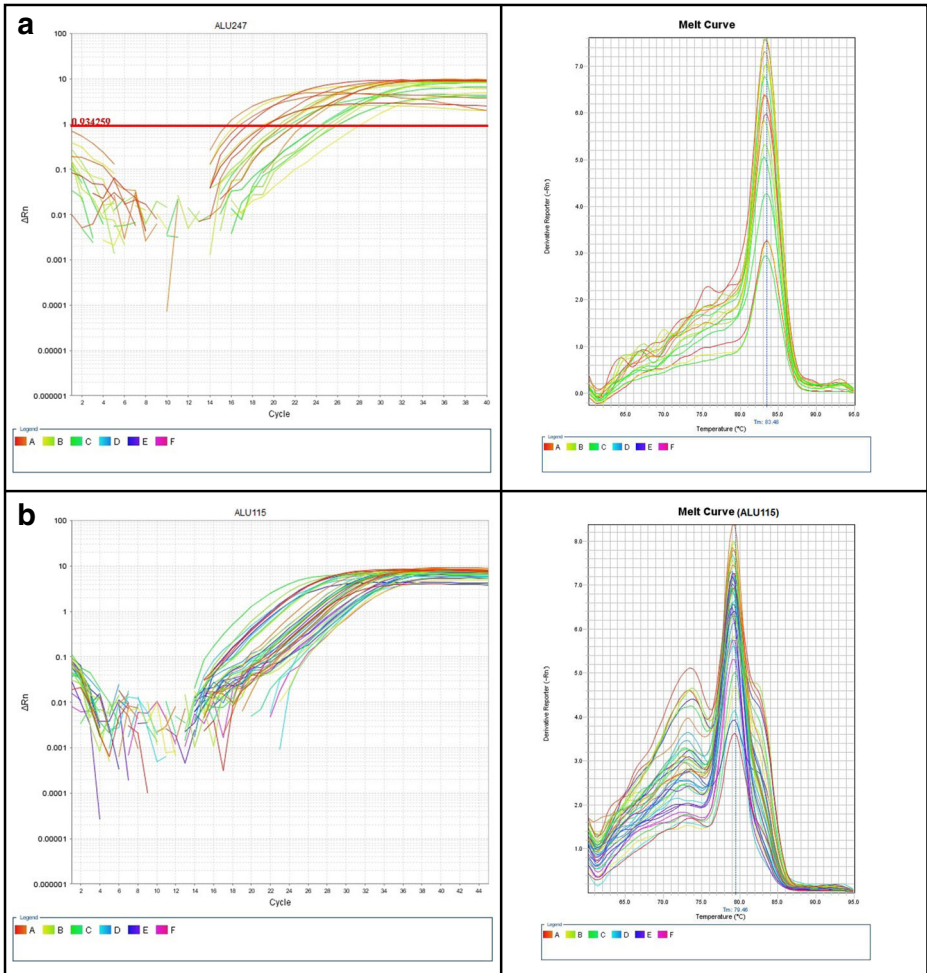 a
ALU247
100
10
1
0.934259
0.1
0.01
0.001
0.0001
0.00001
0.000001
ΔRn
2 4 6 8 10 12 14 16 18 20 22 24 26 28 30 32 34 36 38 40
Cycle
Legend
A B C D E F
Melt Curve
7.0
6.0
5.0
4.0
3.0
2.0
1.0
0.0
Derivative Reporter (-Rn)
65.0 70.0 75.0 80.0 85.0 90.0 95.0
Tm: 83.48
Temperature (°C)
Legend
A B C D E F
b
ALU115
100
10
1
0.1
0.01
0.001
0.00001
0.000001
ΔRn
2 4 6 8 10 12 14 16 18 20 22 24 26 28 30 32 34 36 38 40 42 44
Cycle
Legend
A B C D E F
Melt Curve (ALU115)
8.0
7.0
6.0
5.0
4.0
3.0
2.0
1.0
Derivative Reporter (-Rn)
65.0 70.0 75.0 80.0 85.0 90.0 95.0
Temperature (°C)
Legend
A B C D E F